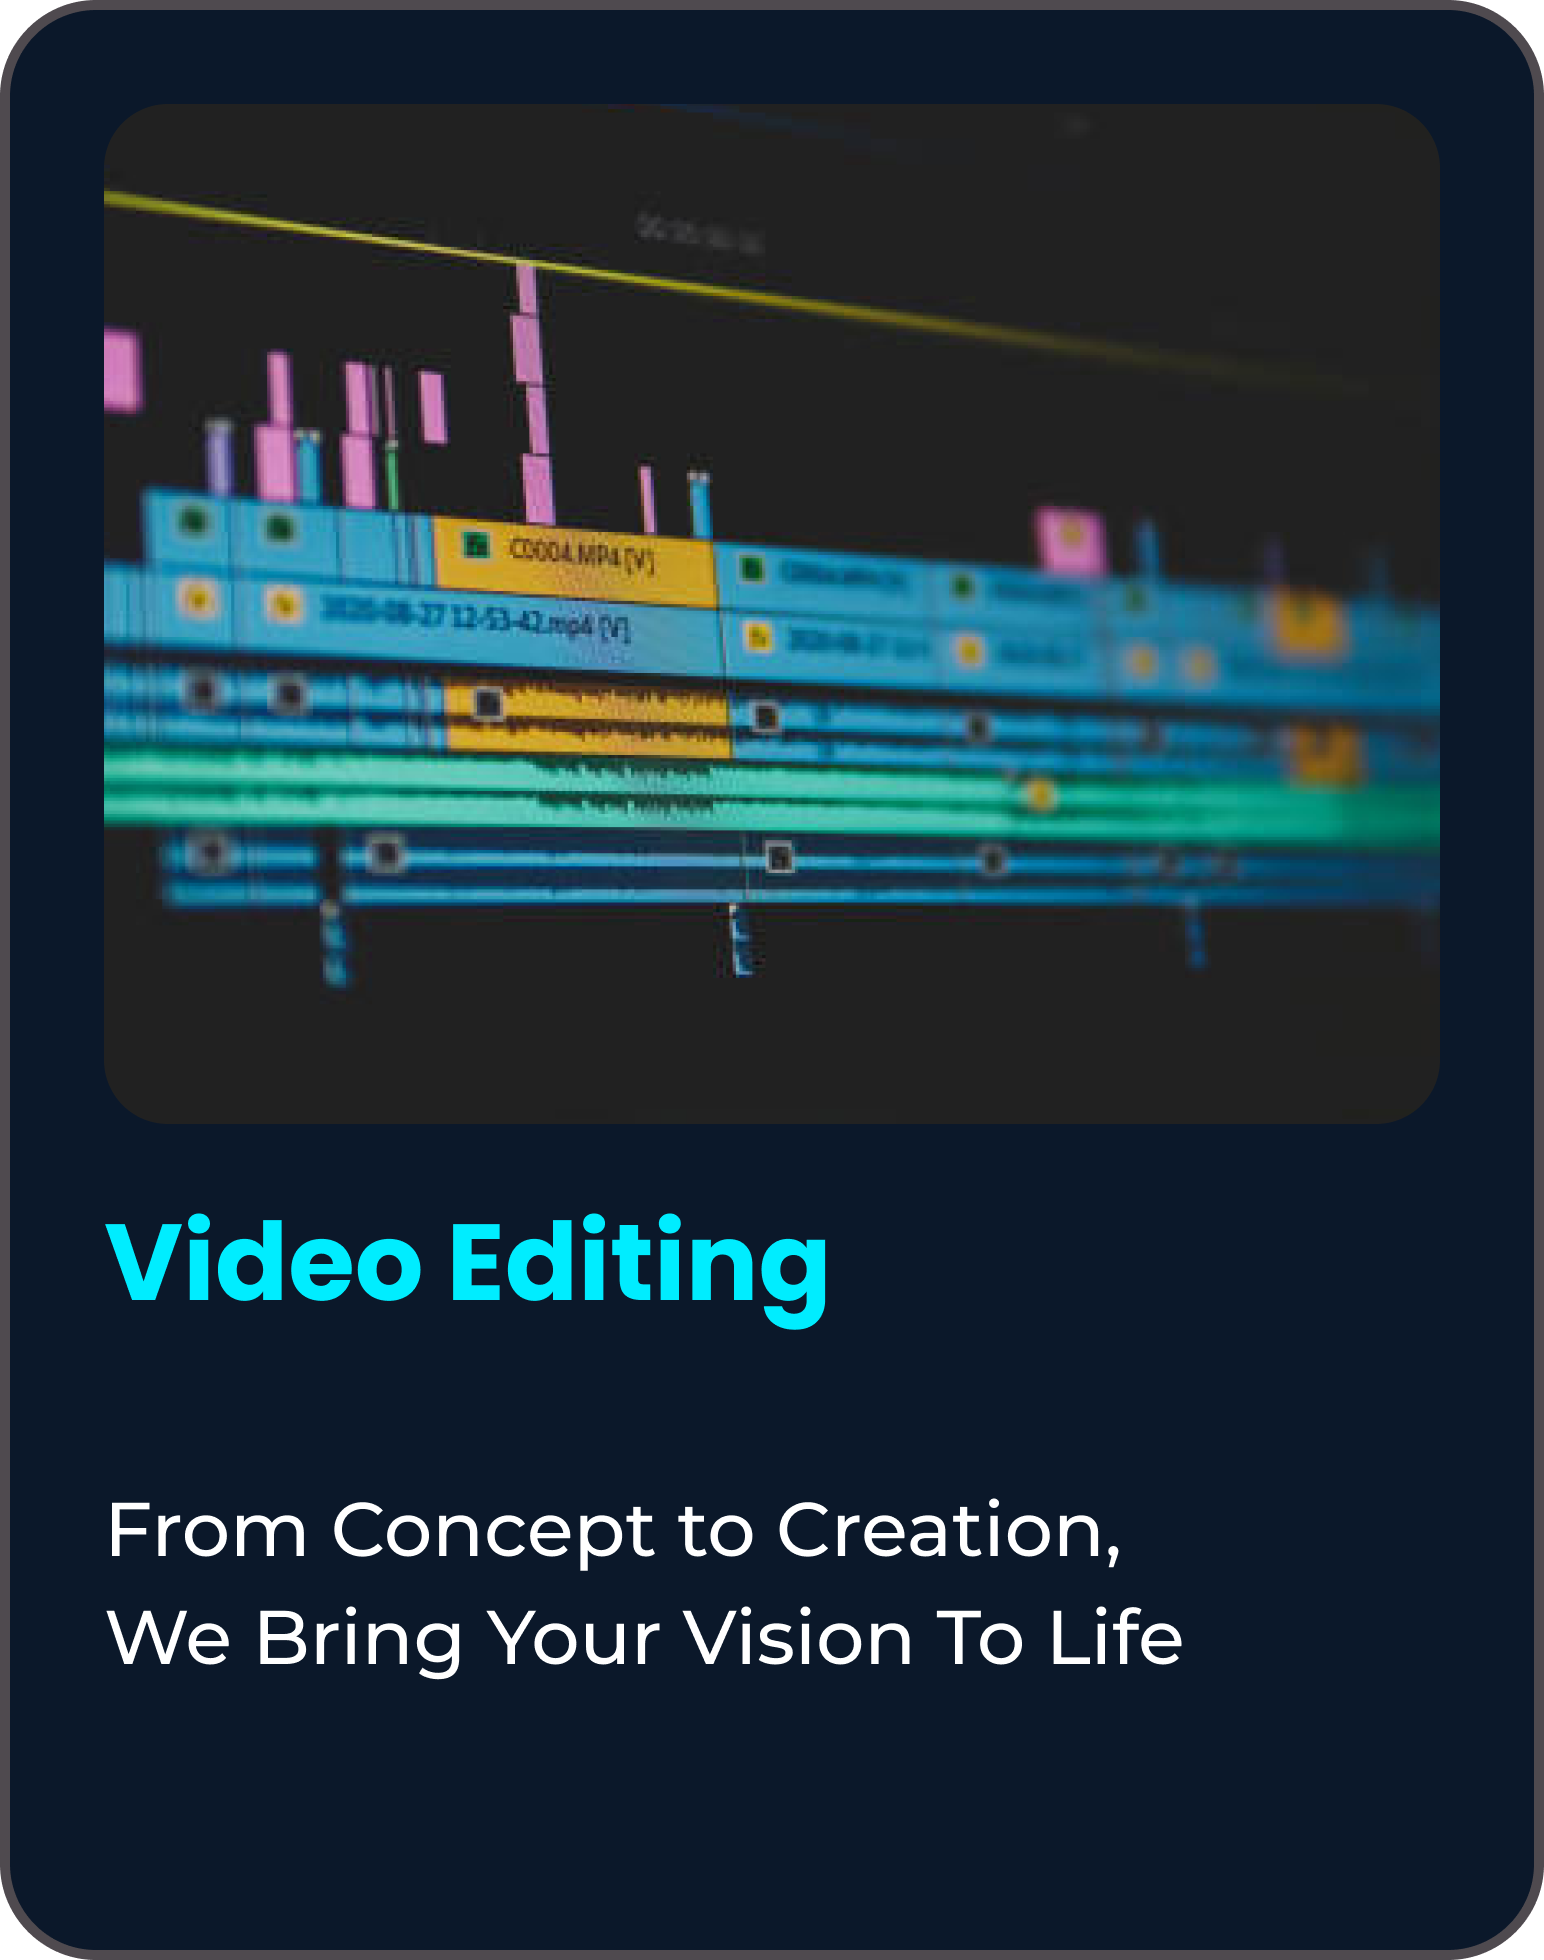 C0004.MP4 [V]
2020-08-27 12-53-42.mp4 [V]
Video Editing
From Concept to Creation,
We Bring Your Vision To Life